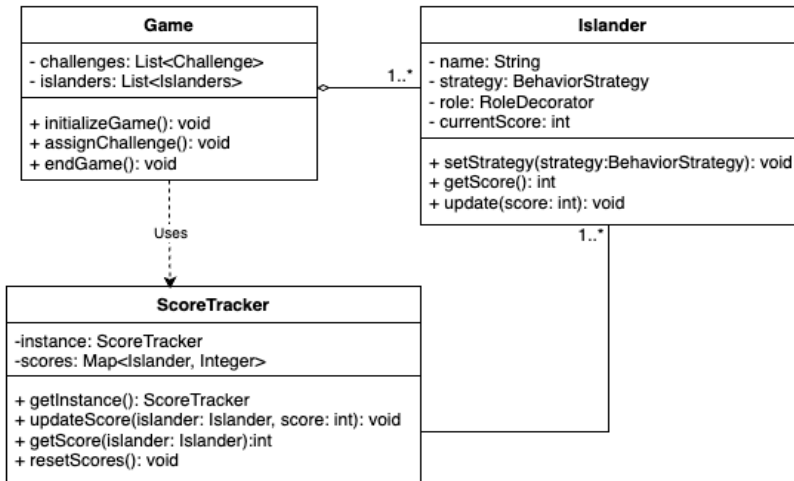 Game
- challenges: List<Challenge>
- islanders: List<Islanders>
+ initializeGame(): void
+ assignChallenge(): void
+ endGame(): void
1..*
Islander
- name: String
- strategy: BehaviorStrategy
- role: RoleDecorator
- currentScore: int
+ setStrategy(strategy:BehaviorStrategy): void
+ getScore(): int
+ update(score: int): void
1..*
Uses
ScoreTracker
-instance: ScoreTracker
-scores: Map<Islander, Integer>
+ getInstance(): ScoreTracker
+ updateScore(islander: Islander, score: int): void
+ getScore(islander: Islander):int
+ resetScores(): void